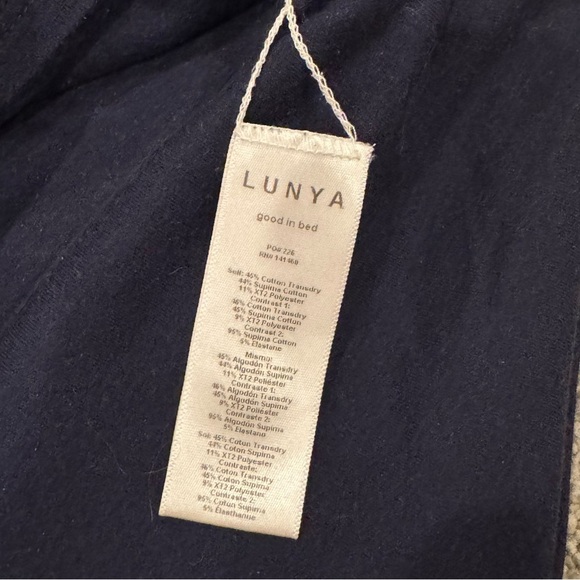 LUNYA
good in bed
PO# 226
RN# 141460
Self: 45% Cotton Transdry
44% Supima Cotton
11% XT2 Polyester
Contrast 1:
46% Cotton Transdry
45% Supima Cotton
9% XT2 Polyester
Contrast 2:
95% Supima Cotton
5% Elastane
Mismo:
45% Algodón Transdry
44% Algodón Supima
11% XT2 Poliéster
Contraste 1:
46% Algodón Transdry
45% Algodón Supima
9% XT2 Poliéster
Contraste 2:
95% Algodón Supima
5% Elastane
Soli: 45% Coton Transdry
44% Coton Supima
11% XT2 Polyester
Contraste:
46% Coton Transdry
45% Coton Supima
9% XT2 Polyester
Contraste 2:
95% Coton Supima
5% Élasthanne